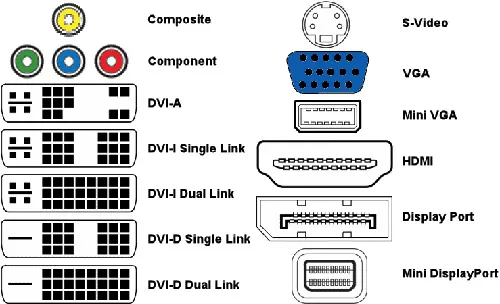 Composite
Component
DVI-A
DVI-I Single Link
DVI-I Dual Link
DVI-D Single Link
DVI-D Dual Link
S-Video
VGA
Mini VGA
HDMI
Display Port
Mini DisplayPort